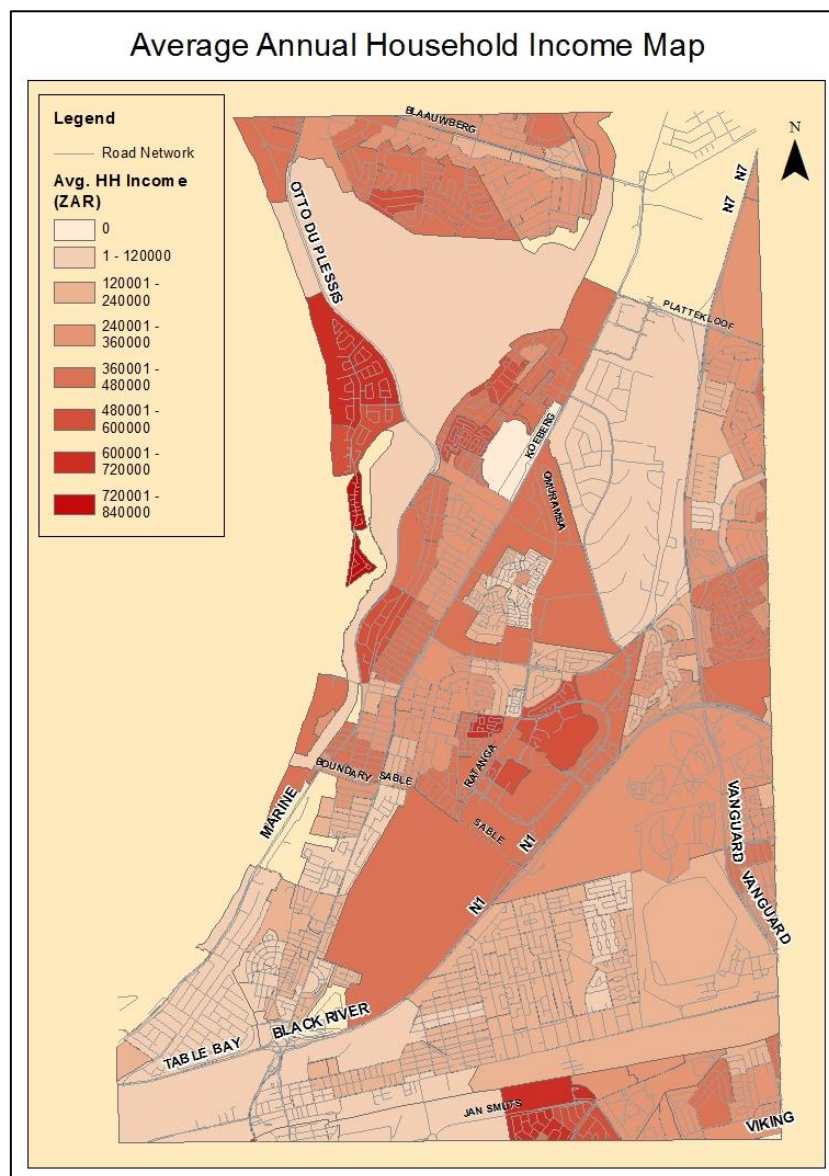 Average Annual Household Income Map
Legend
Road Network
Avg. HH Income
(ZAR)
0
1 - 120000
120001 -
240000
240001 -
360000
360001 -
480000
480001 -
600000
600001 -
720000
720001 -
840000
N
BLAAUWBERG
N7
N7
OTTO DU PLESSIS
PLATTEKLOOF
KOEBERG
OMURAMBA
BOUNDARY SABLE
RATANGA
MARINE
SABLE
N1
N1
VANGUARD
VANGUARD
BLACK RIVER
TABLE BAY
JAN SMUTS
VIKING